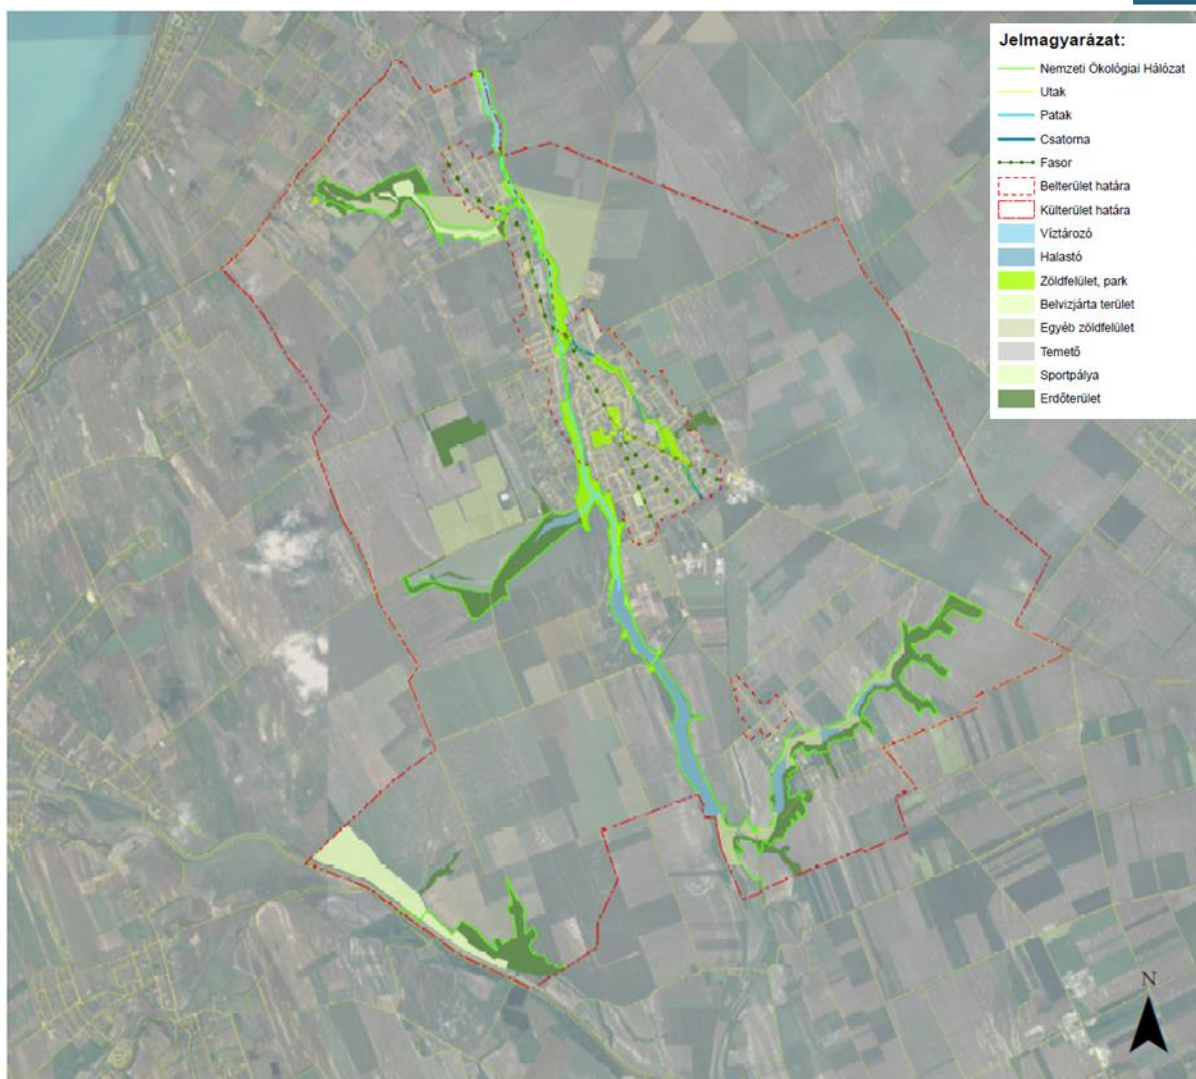 Jelmagyarázat:
Nemzeti Ökológiai Hálózat
Utak
Patak
Csatorna
Fasor
Belterület határa
Külterület határa
Víztározó
Halastó
Zöldfelület, park
Belvizjárta terület
Egyéb zöldfelület
Temető
Sportpálya
Erdőterület
N